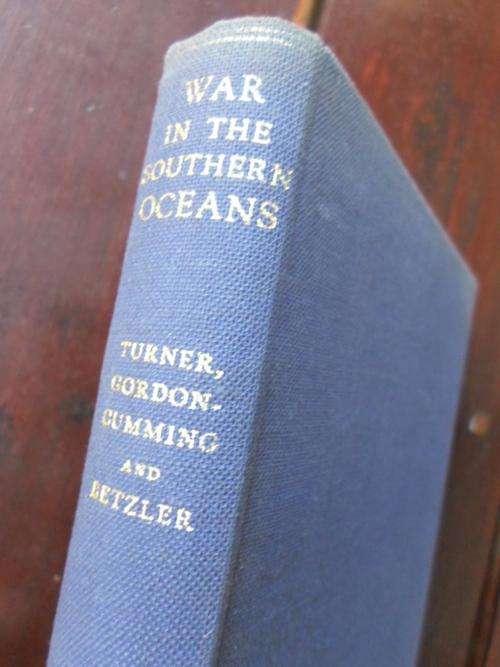 WAR
IN THE
SOUTHERN
OCEANS
TURNER,
GORDON-
CUMMING
AND
BETZLER